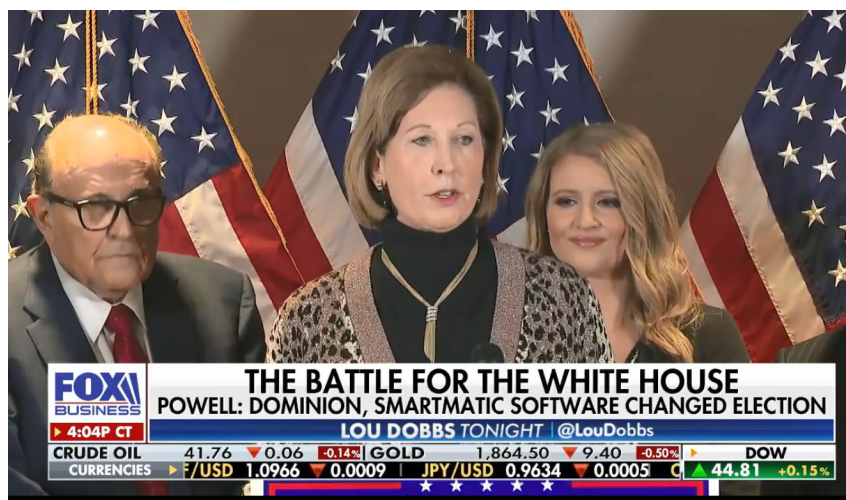 FOX
BUSINESS
4:04P CT
THE BATTLE FOR THE WHITE HOUSE
POWELL: DOMINION, SMARTMATIC SOFTWARE CHANGED ELECTION
LOU DOBBS TONIGHT | @LouDobbs
CRUDE OIL 41.76 ▼ 0.06 -0.14% GOLD 1,864.50 ▼ 9.40 -0.50% DOW
CURRENCIES F/USD 1.0966 ▼ 0.0009 JPY/USD 0.9634 ▼ 0.0005 C ▲ 44.81 +0.15%